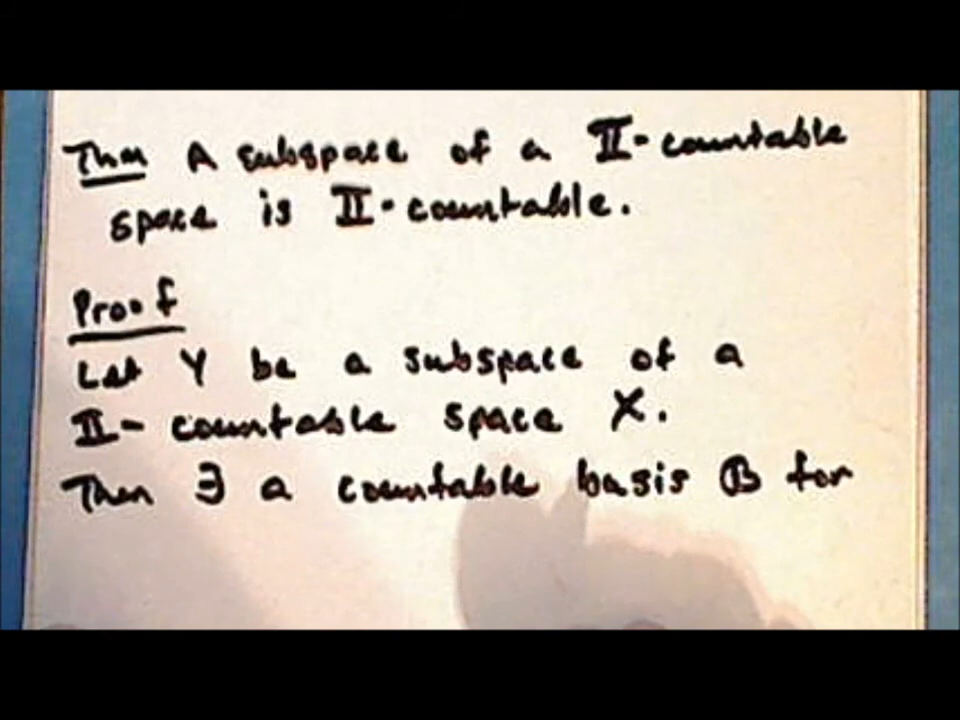 Thm A subspace of a II-countable
space is II-countable.
Proof
Let Y be a subspace of a
II-countable space X.
Then ∃ a countable basis B for